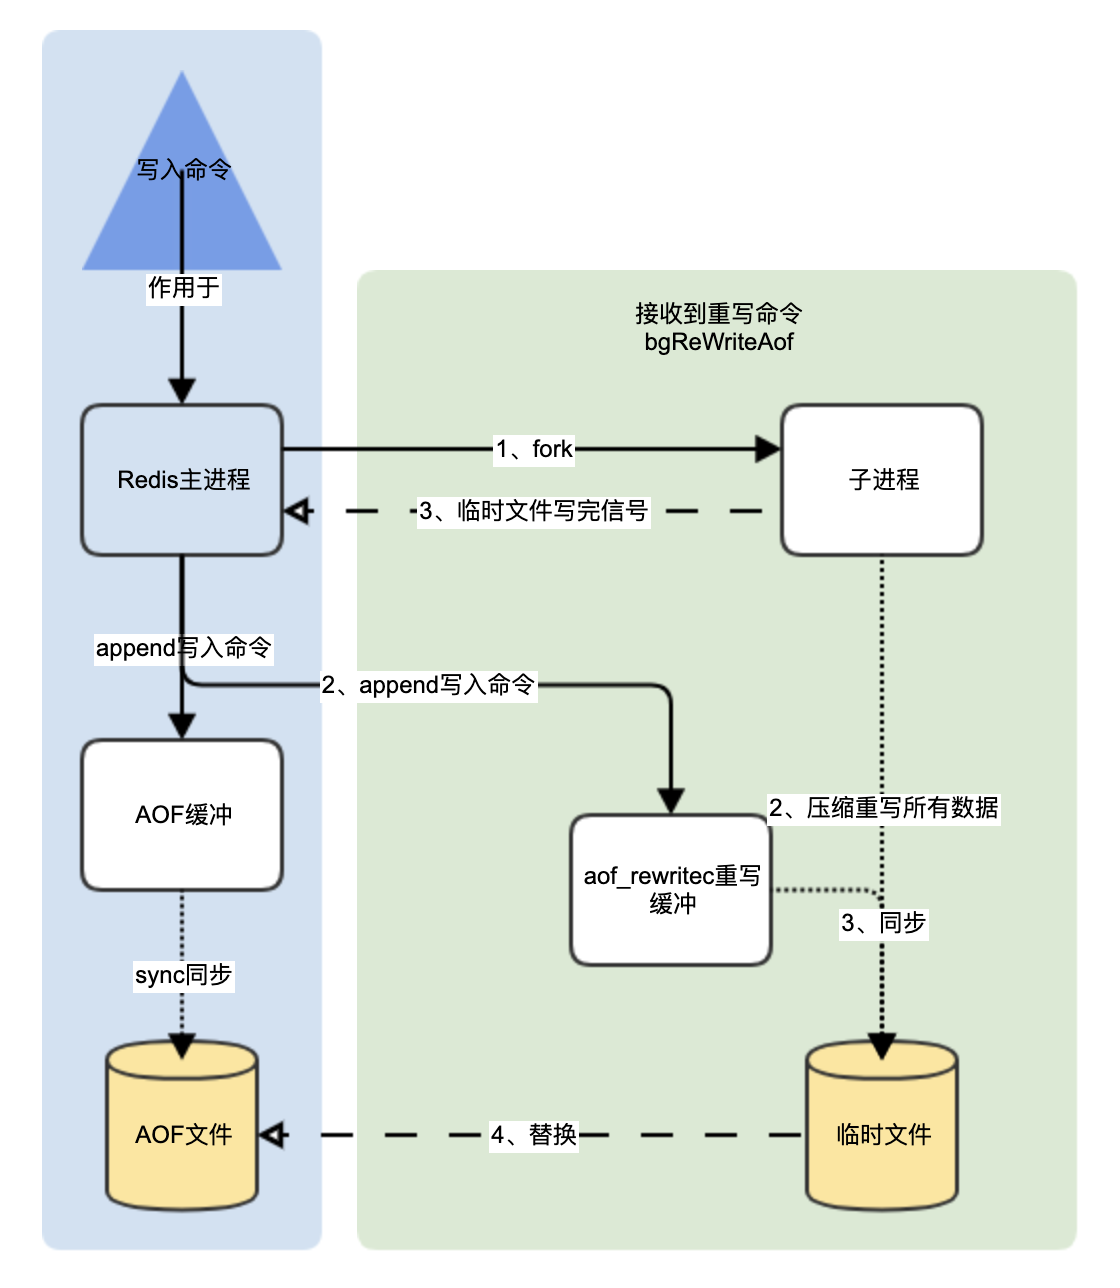 写入命令
作用于
接收到重写命令
bgReWriteAof
Redis主进程
1、fork
子进程
3、临时文件写完信号
append写入命令
2、append写入命令
AOF缓冲
2、压缩重写所有数据
aof_rewritec重写
缓冲
3、同步
sync同步
AOF文件
4、替换
临时文件